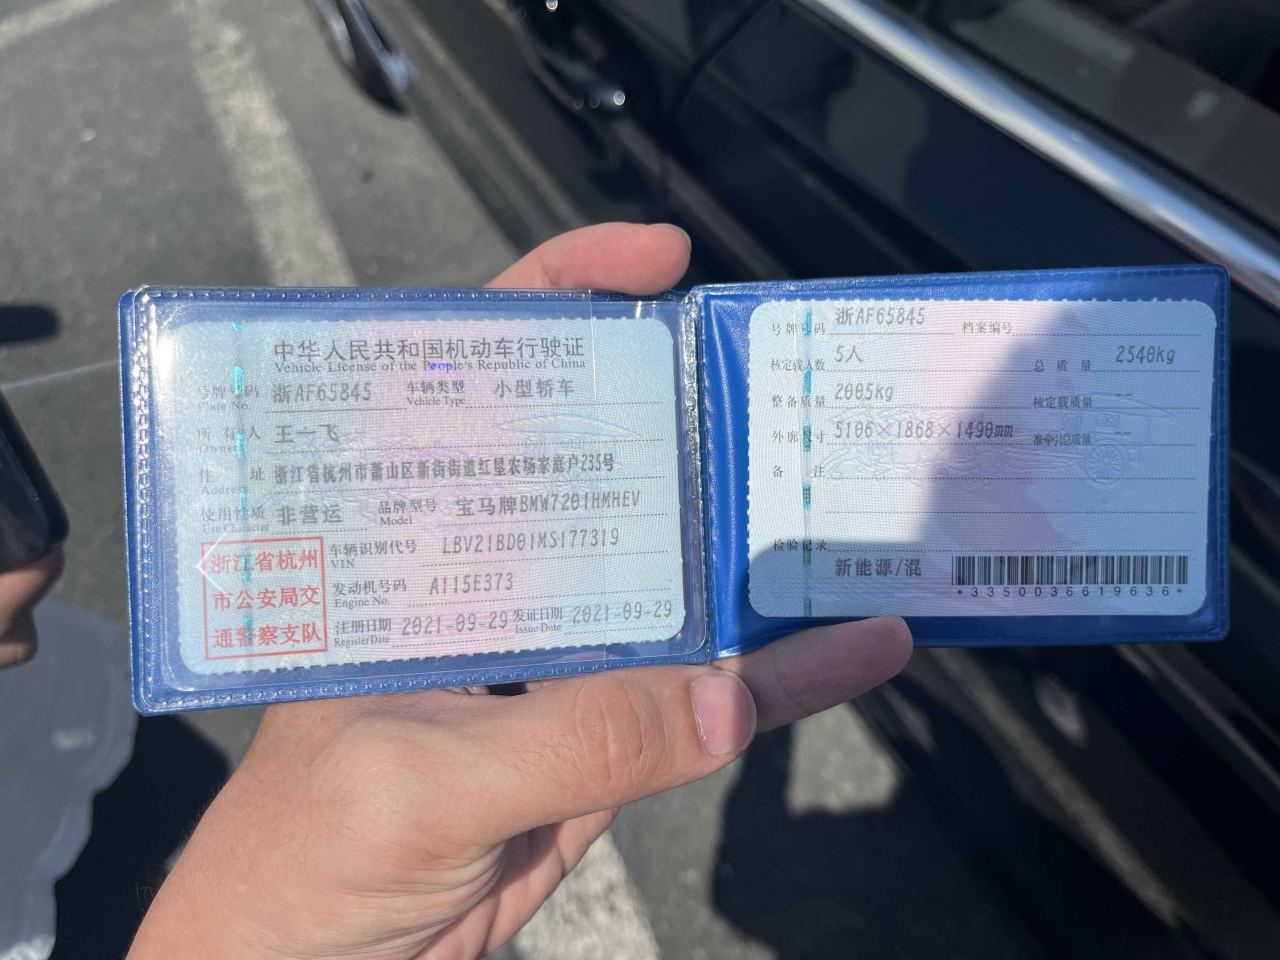 中华人民共和国机动车行驶证
Vehicle License of the People's Republic of China
号牌号码 浙AF65845 车辆类型 小型轿车
Plate No. Vehicle Type
所有人 王一飞
Owner
住址 浙江省杭州市萧山区新街街道红垦农场家庭户235号
Address
使用性质 非营运 品牌型号 宝马牌BMW7201HMHEV
Use Character Model
浙江省杭州
市公安局交
通警察支队
车辆识别代号 LBV21BD01MS177319
VIN
发动机号码 A115E373
Engine No.
注册日期 2021-09-29 发证日期 2021-09-29
Register Date Issue Date
号牌号码 浙AF65845 档案编号
核定载人数 5人 总质量 2540kg
整备质量 2005kg 核定载质量 --
外廓尺寸 5106×1868×1490mm 准牵引总质量 --
备注
检验记录
新能源/混
*3350036619636*